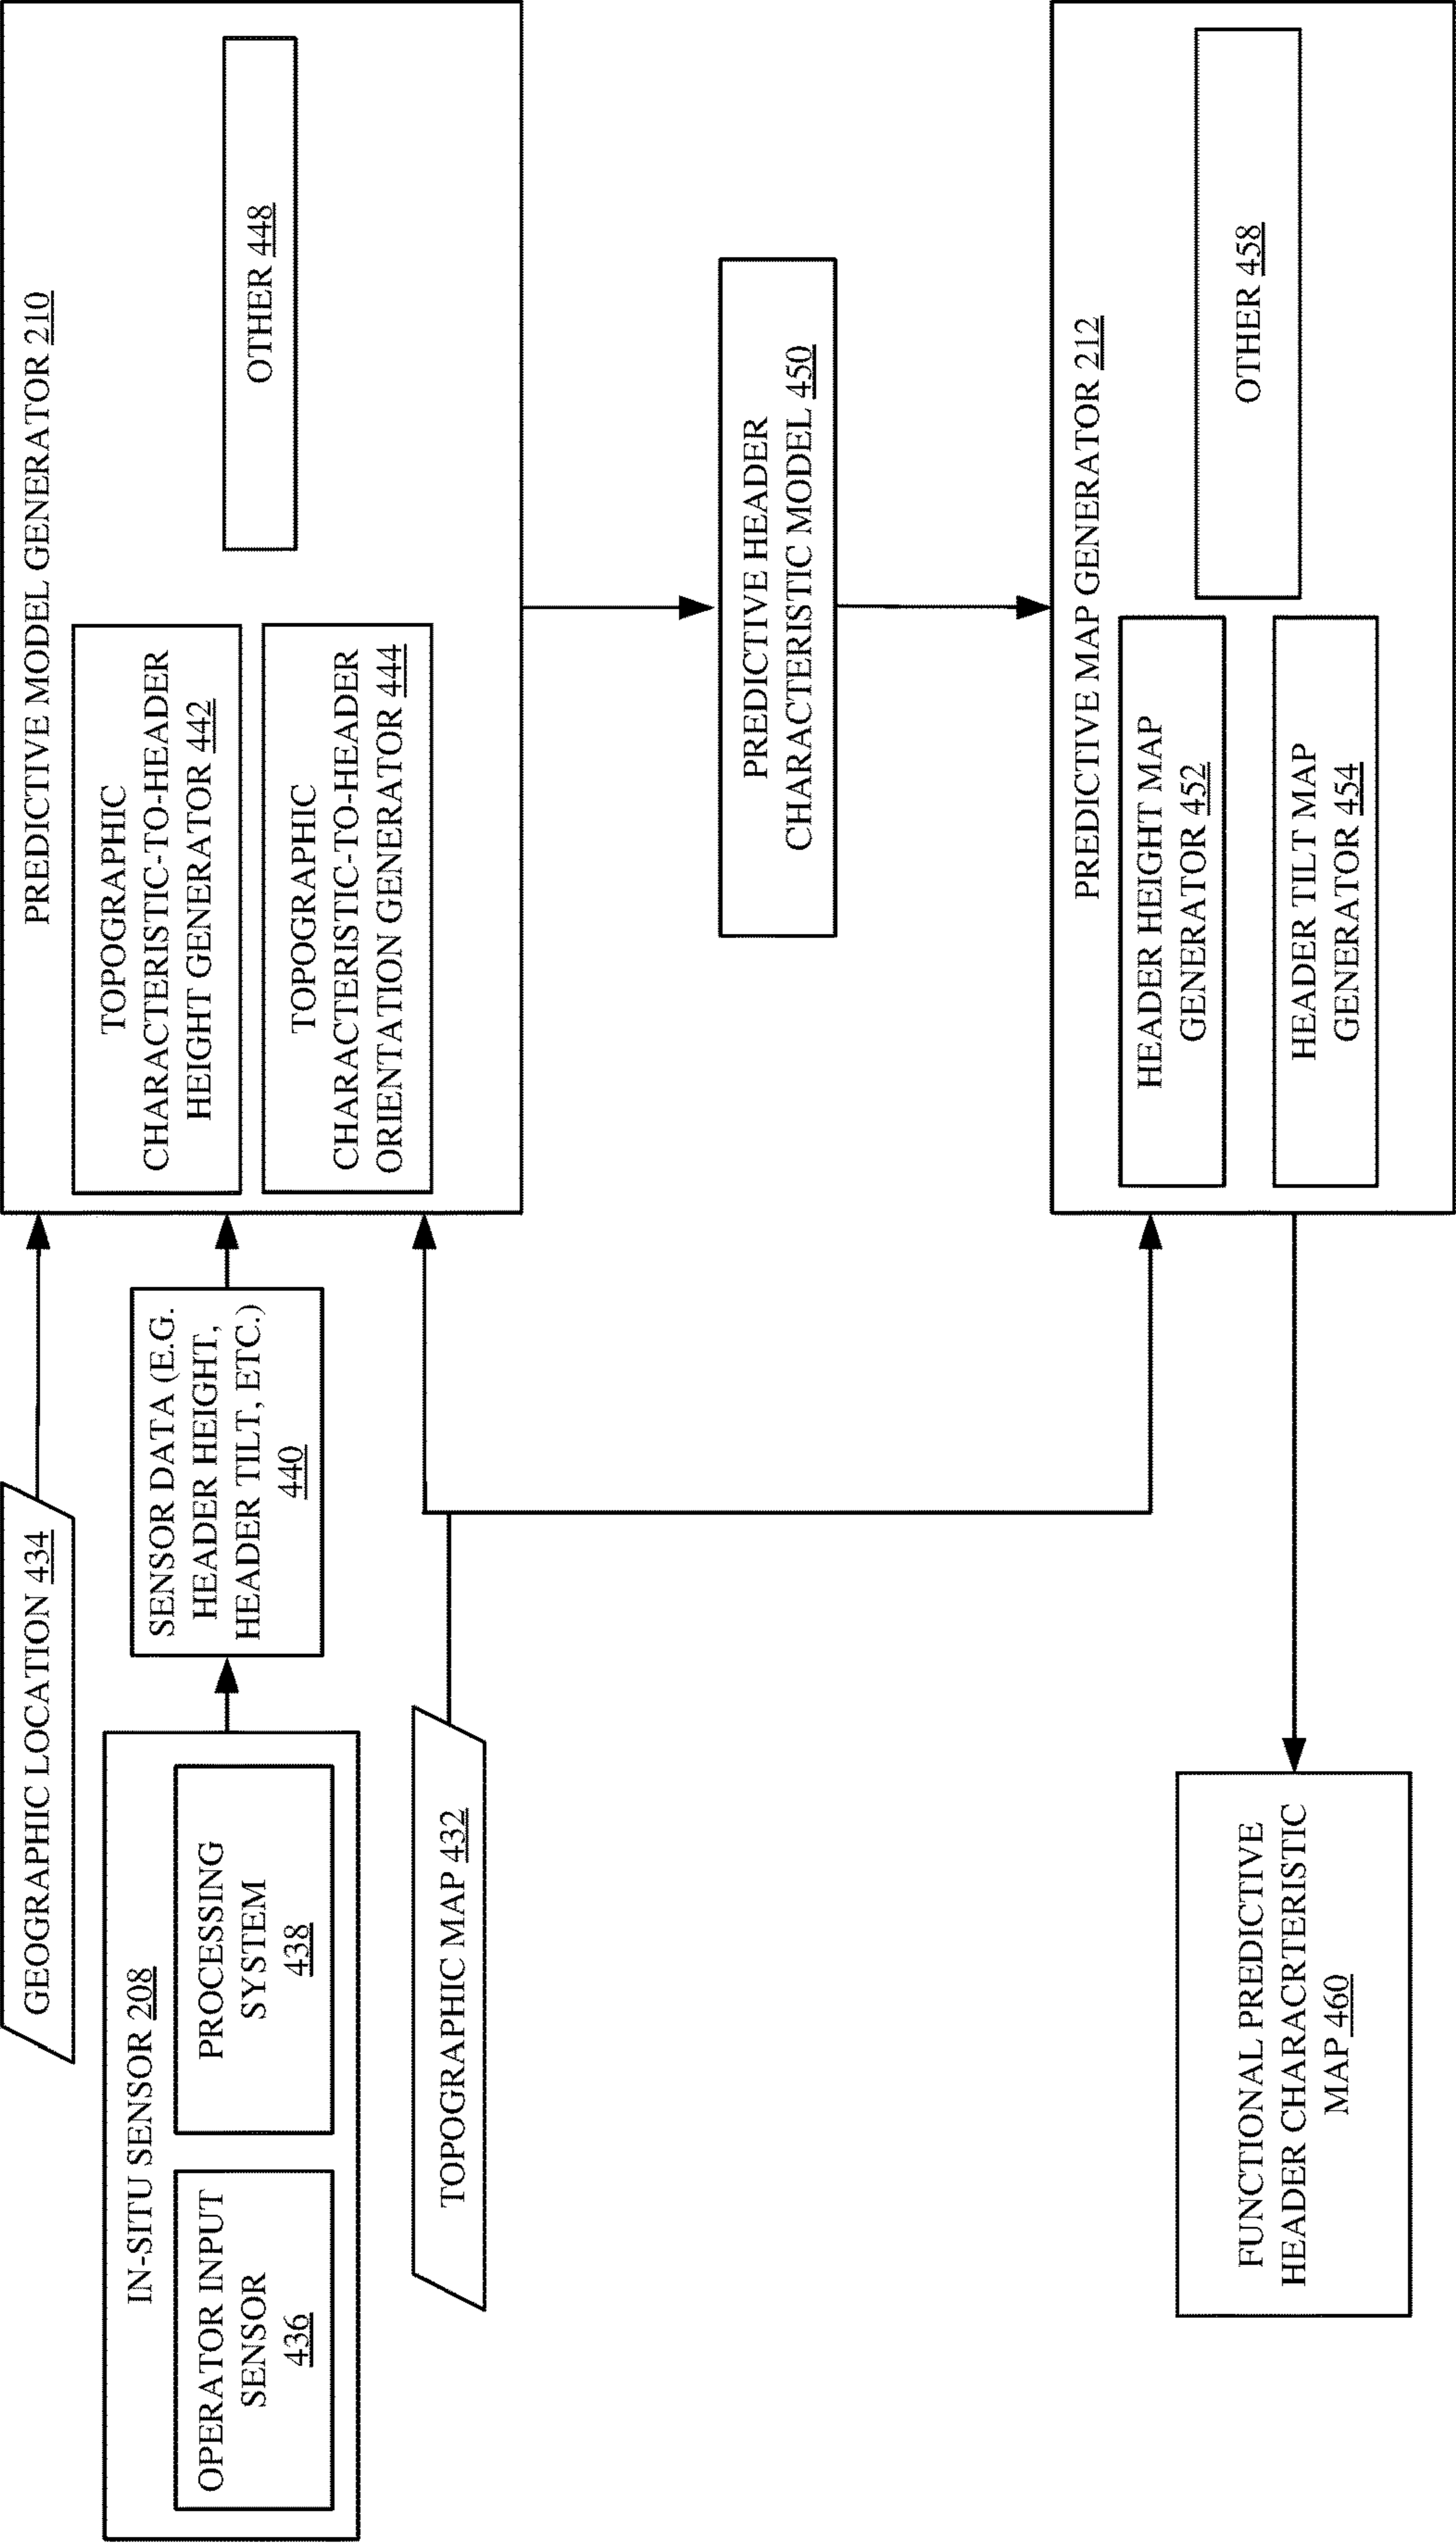 GEOGRAPHIC LOCATION 434
IN-SITU SENSOR 208
OPERATOR INPUT
SENSOR
436
PROCESSING
SYSTEM
438
SENSOR DATA (E.G.
HEADER HEIGHT,
HEADER TILT, ETC.)
440
TOPOGRAPHIC MAP 432
PREDICTIVE MODEL GENERATOR 210
TOPOGRAPHIC
CHARACTERISTIC-TO-HEADER
HEIGHT GENERATOR 442
TOPOGRAPHIC
CHARACTERISTIC-TO-HEADER
ORIENTATION GENERATOR 444
OTHER 448
PREDICTIVE HEADER
CHARACTERISTIC MODEL 450
PREDICTIVE MAP GENERATOR 212
HEADER HEIGHT MAP
GENERATOR 452
HEADER TILT MAP
GENERATOR 454
OTHER 458
FUNCTIONAL PREDICTIVE
HEADER CHARACRTERISTIC
MAP 460